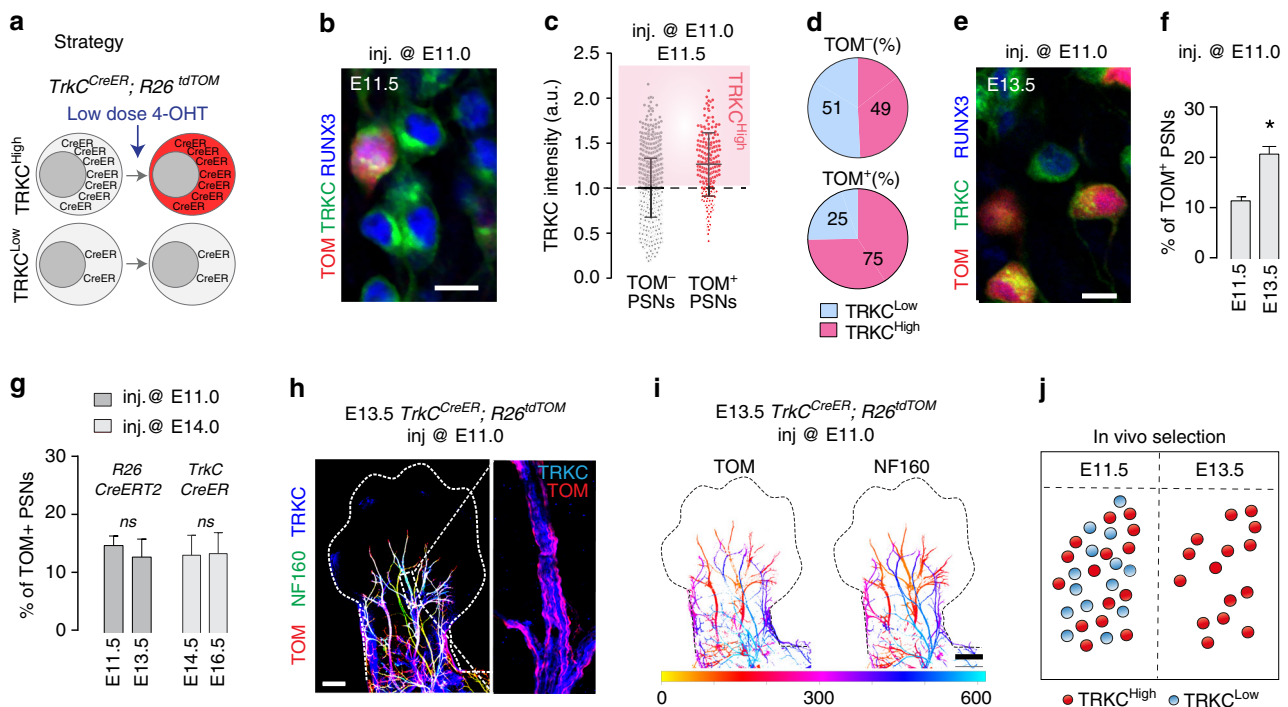 a
Strategy
TrkC^CreER; R26^tdTOM
Low dose 4-OHT
TRKC^High
CreER
CreER
CreER
CreER
CreER
CreER
CreER
CreER
CreER
CreER
CreER
CreER
TRKC^Low
CreER
CreER
CreER
CreER
b
inj. @ E11.0
E11.5
TOM TRKC RUNX3
c
inj. @ E11.0
E11.5
TRKC intensity (a.u.)
2.5
2.0
1.5
1.0
0.5
0.0
TRKC^High
TOM⁻ PSNs
TOM⁺ PSNs
d
TOM⁻(%)
51
49
TOM⁺(%)
25
75
TRKC^Low
TRKC^High
e
inj. @ E11.0
E13.5
TOM TRKC RUNX3
f
inj. @ E11.0
% of TOM⁺ PSNs
30
20
10
0
*
E11.5
E13.5
g
inj.@ E11.0
inj.@ E14.0
% of TOM+ PSNs
30
20
10
0
R26 CreERT2
TrkC CreER
ns
ns
E11.5
E13.5
E14.5
E16.5
h
E13.5 TrkC^CreER; R26^tdTOM
inj @ E11.0
TOM NF160 TRKC
TRKC
TOM
i
E13.5 TrkC^CreER; R26^tdTOM
inj @ E11.0
TOM
NF160
0
300
600
j
In vivo selection
E11.5
E13.5
TRKC^High
TRKC^Low